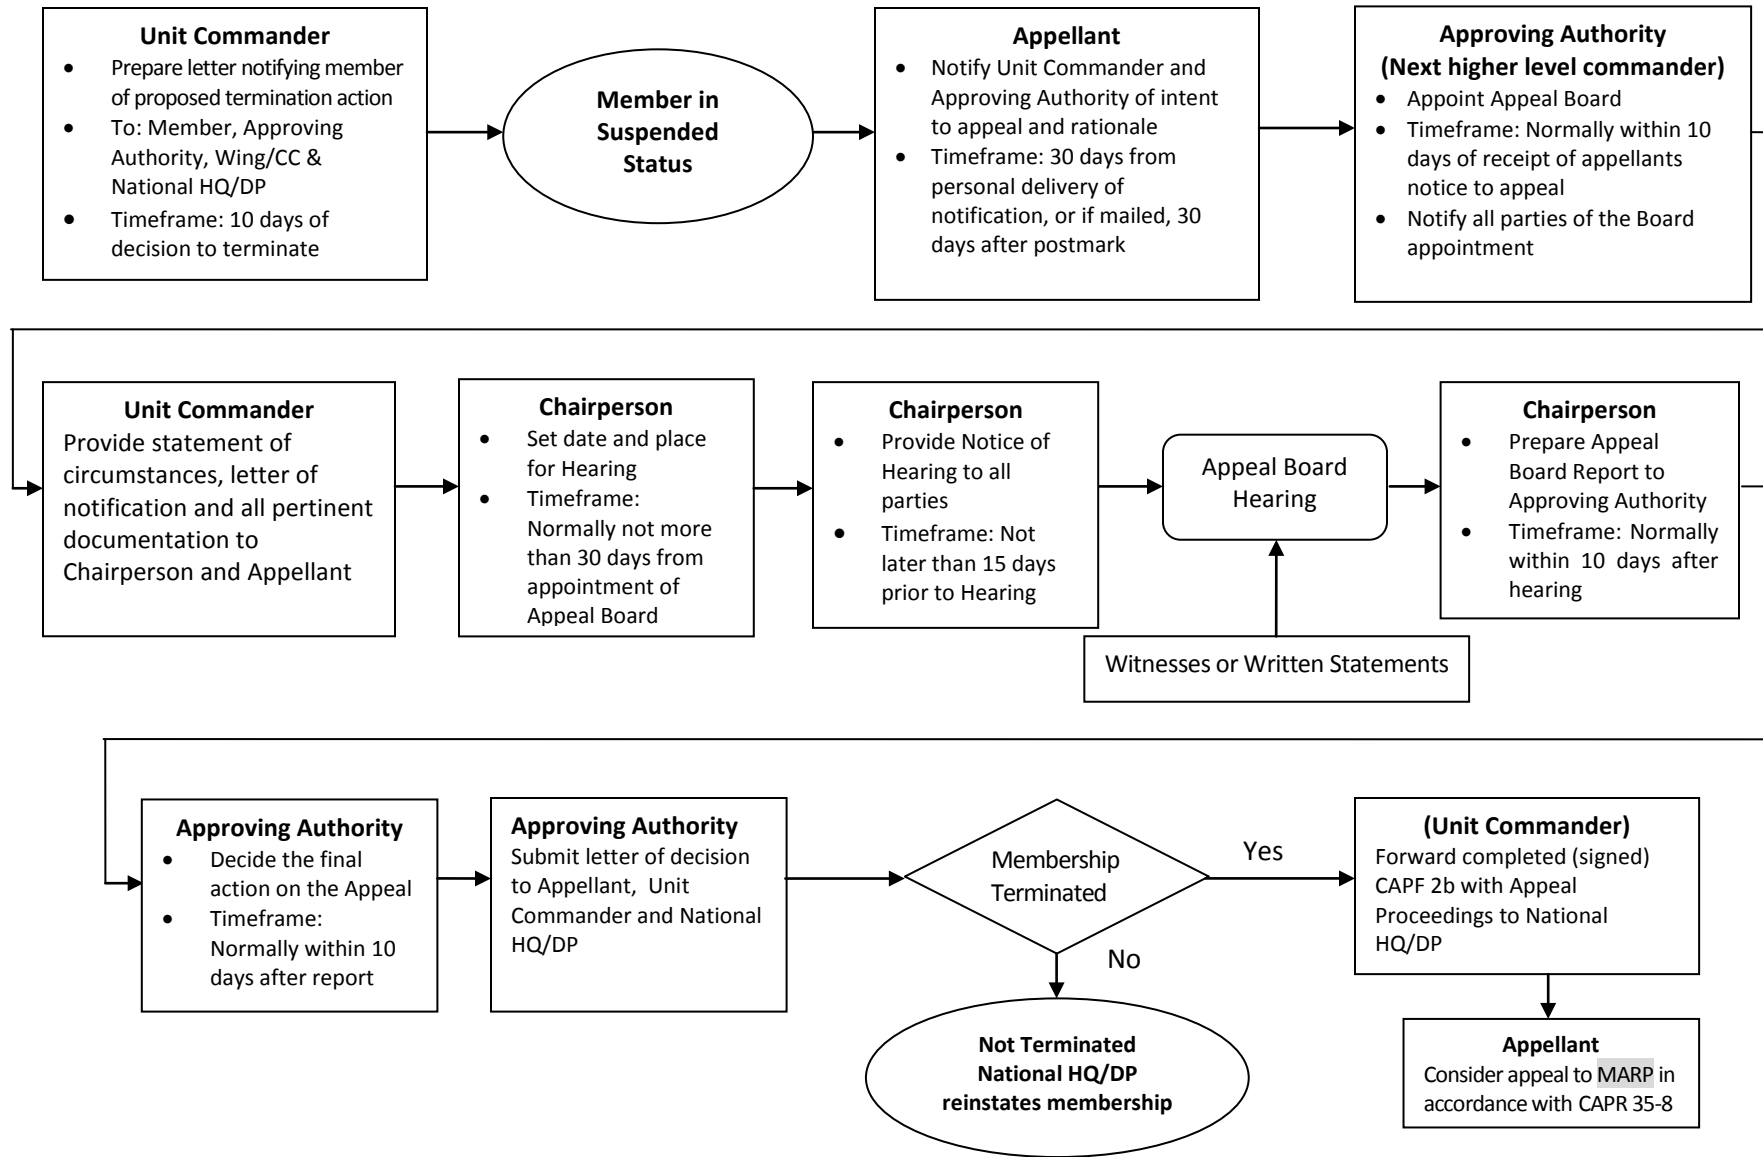 Unit Commander
• Prepare letter notifying member
of proposed termination action
• To: Member, Approving
Authority, Wing/CC &
National HQ/DP
• Timeframe: 10 days of
decision to terminate
Member in
Suspended
Status
Appellant
• Notify Unit Commander and
Approving Authority of intent
to appeal and rationale
• Timeframe: 30 days from
personal delivery of
notification, or if mailed, 30
days after postmark
Approving Authority
(Next higher level commander)
• Appoint Appeal Board
• Timeframe: Normally within 10
days of receipt of appellants
notice to appeal
• Notify all parties of the Board
appointment
Unit Commander
Provide statement of
circumstances, letter of
notification and all pertinent
documentation to
Chairperson and Appellant
Chairperson
• Set date and place
for Hearing
• Timeframe:
Normally not more
than 30 days from
appointment of
Appeal Board
Chairperson
• Provide Notice of
Hearing to all
parties
• Timeframe: Not
later than 15 days
prior to Hearing
Appeal Board
Hearing
Witnesses or Written Statements
Chairperson
• Prepare Appeal
Board Report to
Approving Authority
• Timeframe: Normally
within 10 days after
hearing
Approving Authority
• Decide the final
action on the Appeal
• Timeframe:
Normally within 10
days after report
Approving Authority
Submit letter of decision
to Appellant, Unit
Commander and National
HQ/DP
Membership
Terminated
Yes
No
Not Terminated
National HQ/DP
reinstates membership
(Unit Commander)
Forward completed (signed)
CAPF 2b with Appeal
Proceedings to National
HQ/DP
Appellant
Consider appeal to MARP in
accordance with CAPR 35-8